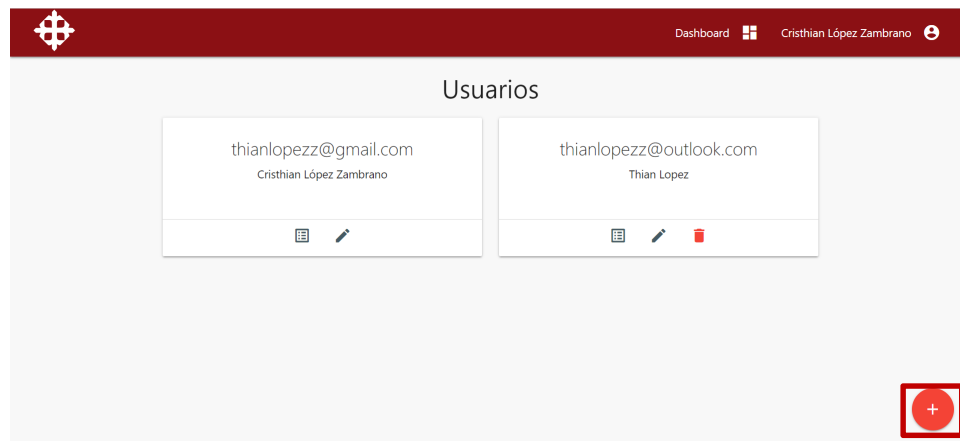 Dashboard Cristhian López Zambrano
Usuarios
thianlopezz@gmail.com
Cristhian López Zambrano
thianlopezz@outlook.com
Thian Lopez
+